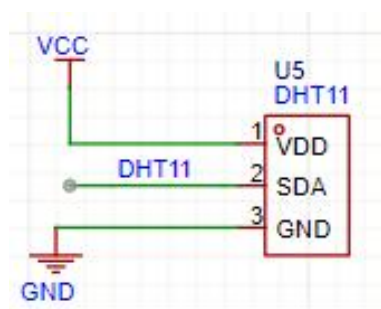 VCC
U5
DHT11
1 VDD
DHT11
2 SDA
3 GND
GND